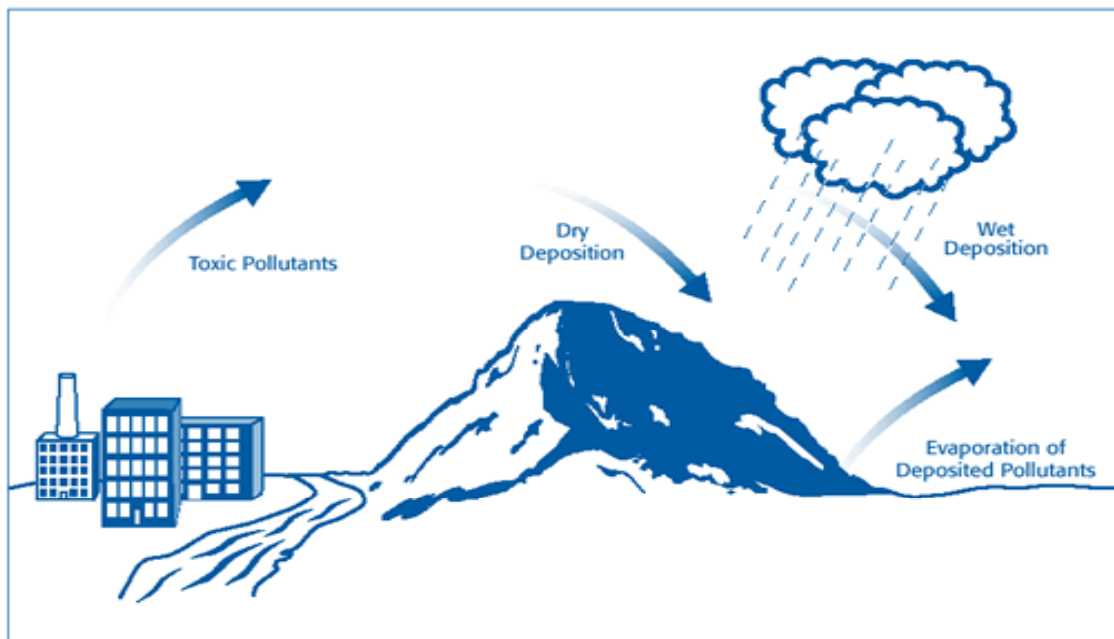 Toxic Pollutants
Dry
Deposition
Wet
Deposition
Evaporation of
Deposited Pollutants